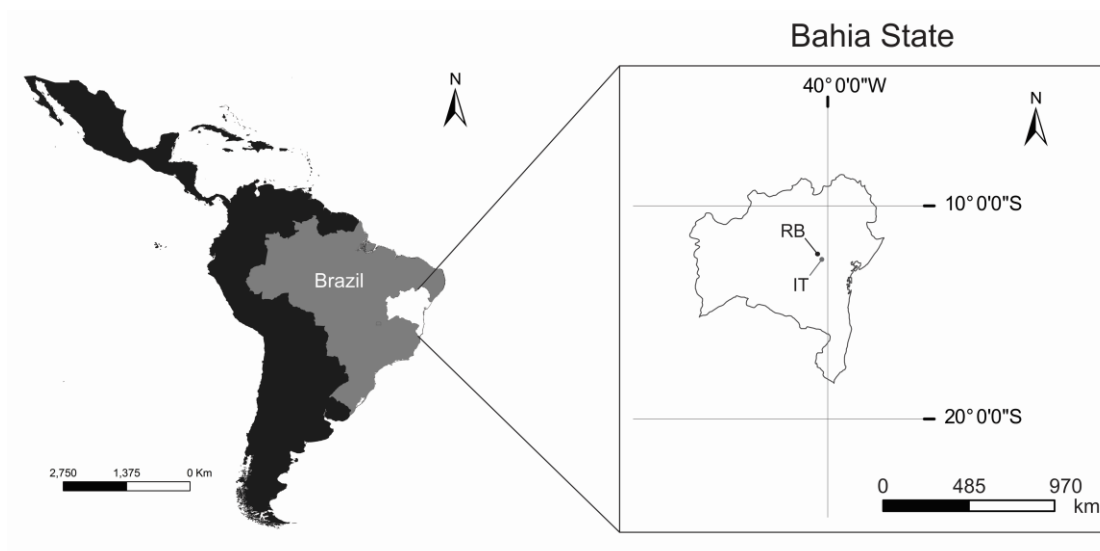 Bahia State
N
40° 0'0"W
N
10° 0'0"S
RB
Brazil
IT
20° 0'0"S
2,750 1,375 0 Km
0 485 970
km